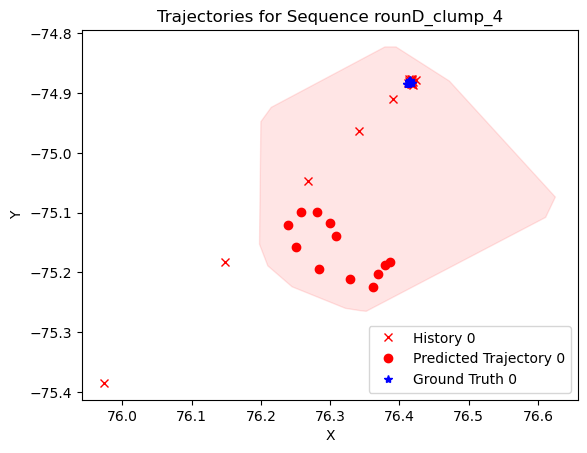 Trajectories for Sequence rounD_clump_4
−74.8
−74.9
−75.0
−75.1
−75.2
−75.3
−75.4
Y
76.0 76.1 76.2 76.3 76.4 76.5 76.6
X
History 0
Predicted Trajectory 0
Ground Truth 0